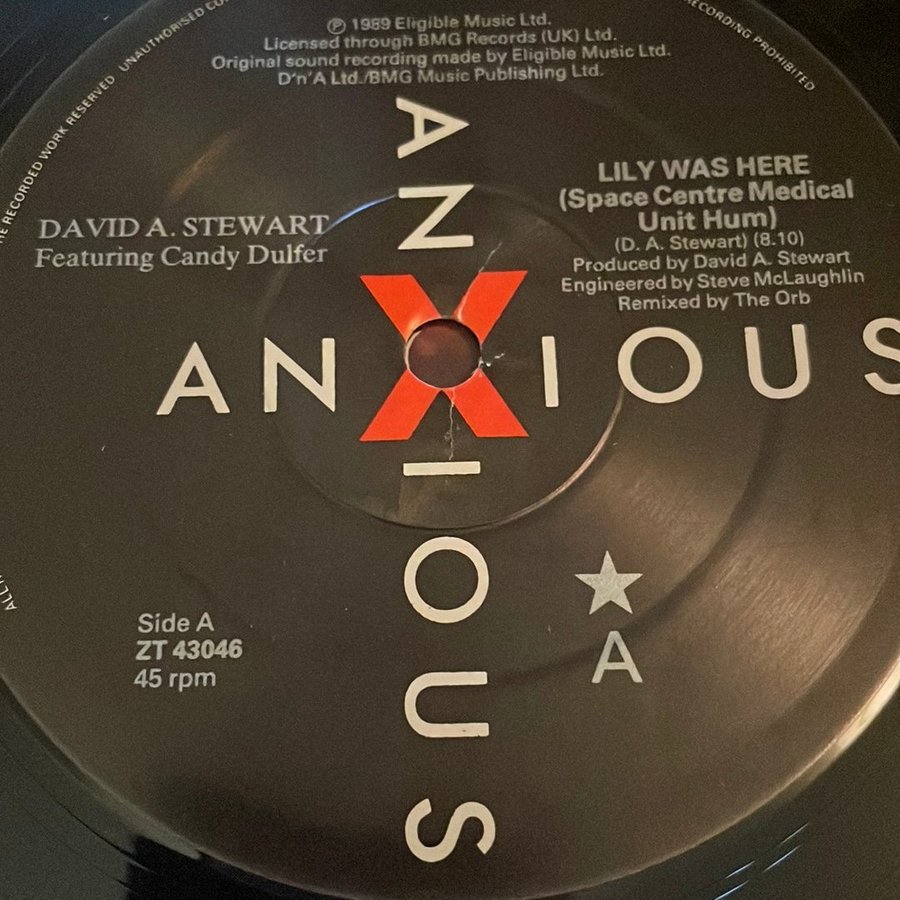 ℗ 1989 Eligible Music Ltd.
Licensed through BMG Records (UK) Ltd.
Original sound recording made by Eligible Music Ltd.
D'n'A Ltd./BMG Music Publishing Ltd.
RECORDED WORK RESERVED UNAUTHORISED
RECORDING PROHIBITED
DAVID A. STEWART
Featuring Candy Dulfer
LILY WAS HERE
(Space Centre Medical
Unit Hum)
(D. A. Stewart) (8.10)
Produced by David A. Stewart
Engineered by Steve McLaughlin
Remixed by The Orb
ANXIOUS
ANXIOUS
Side A
ZT 43046
45 rpm
A